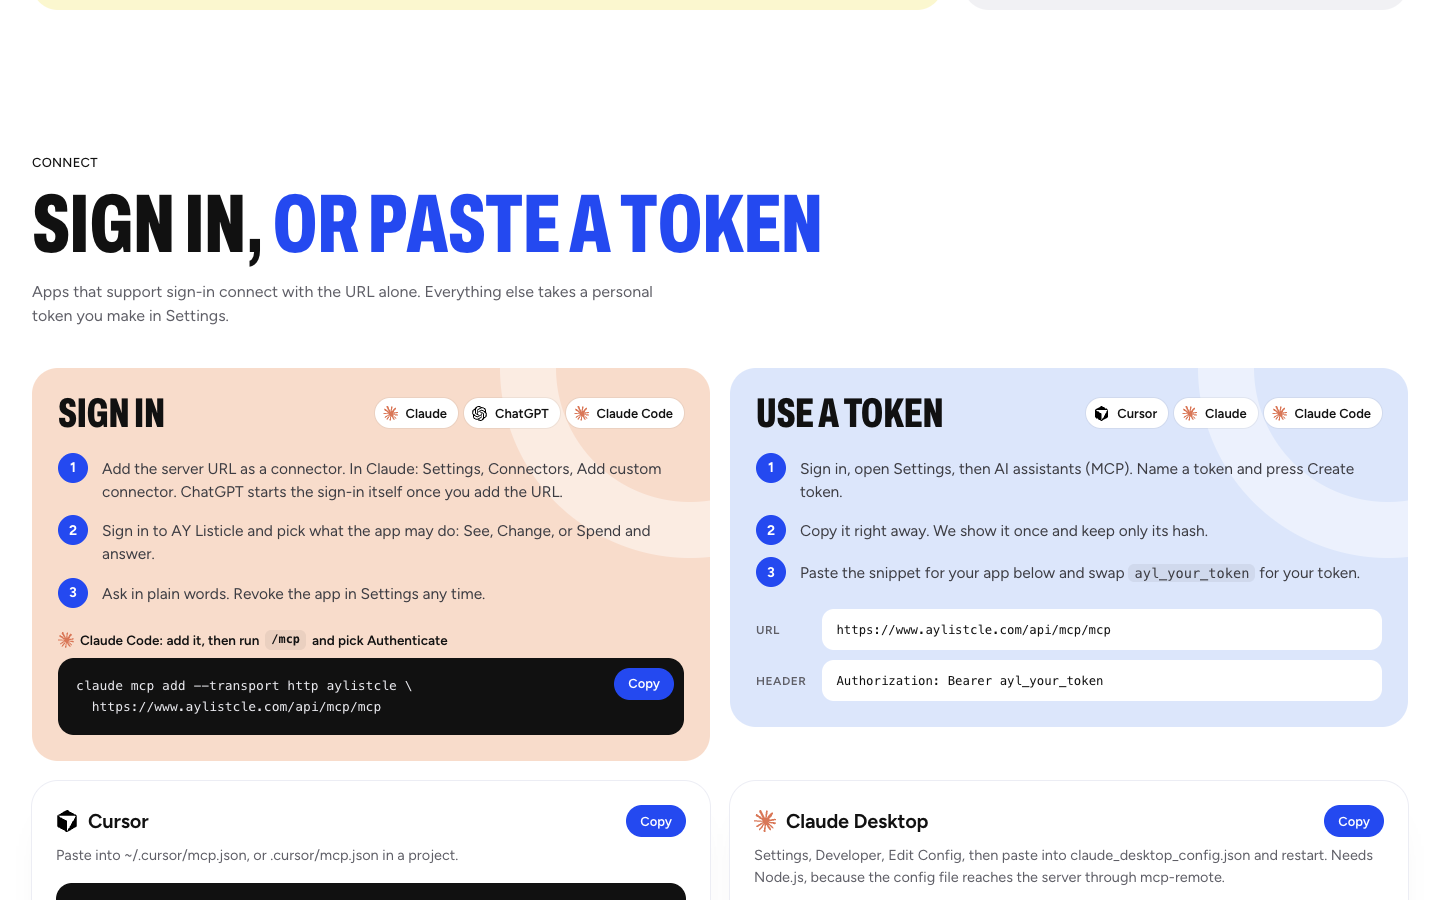 CONNECT
SIGN IN, OR PASTE A TOKEN
Apps that support sign-in connect with the URL alone. Everything else takes a personal
token you make in Settings.
SIGN IN
Claude
ChatGPT
Claude Code
1
Add the server URL as a connector. In Claude: Settings, Connectors, Add custom
connector. ChatGPT starts the sign-in itself once you add the URL.
2
Sign in to AY Listicle and pick what the app may do: See, Change, or Spend and
answer.
3
Ask in plain words. Revoke the app in Settings any time.
Claude Code: add it, then run /mcp and pick Authenticate
claude mcp add --transport http aylistcle \
https://www.aylistcle.com/api/mcp/mcp
Copy
USE A TOKEN
Cursor
Claude
Claude Code
1
Sign in, open Settings, then AI assistants (MCP). Name a token and press Create
token.
2
Copy it right away. We show it once and keep only its hash.
3
Paste the snippet for your app below and swap ayl_your_token for your token.
URL
https://www.aylistcle.com/api/mcp/mcp
HEADER
Authorization: Bearer ayl_your_token
Cursor
Copy
Paste into ~/.cursor/mcp.json, or .cursor/mcp.json in a project.
Claude Desktop
Copy
Settings, Developer, Edit Config, then paste into claude_desktop_config.json and restart. Needs
Node.js, because the config file reaches the server through mcp-remote.